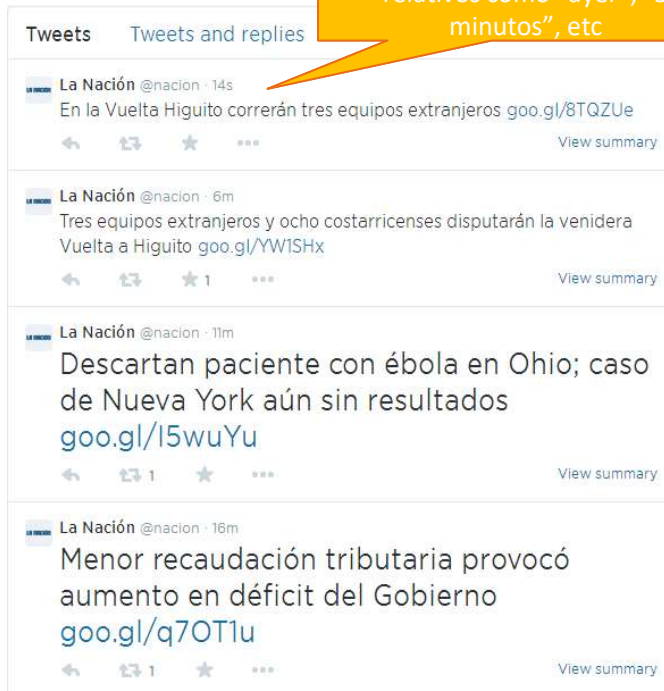 relativos como "ayer" y "5
minutos", etc
Tweets Tweets and replies
La Nación @nacion · 14s
En la Vuelta Higuito correrán tres equipos extranjeros goo.gl/8TQZUe
View summary
La Nación @nacion · 6m
Tres equipos extranjeros y ocho costarricenses disputarán la venidera
Vuelta a Higuito goo.gl/YW1SHx
1
View summary
La Nación @nacion · 11m
Descartan paciente con ébola en Ohio; caso
de Nueva York aún sin resultados
goo.gl/I5wuYu
1
View summary
La Nación @nacion · 16m
Menor recaudación tributaria provocó
aumento en déficit del Gobierno
goo.gl/q7OT1u
1
View summary